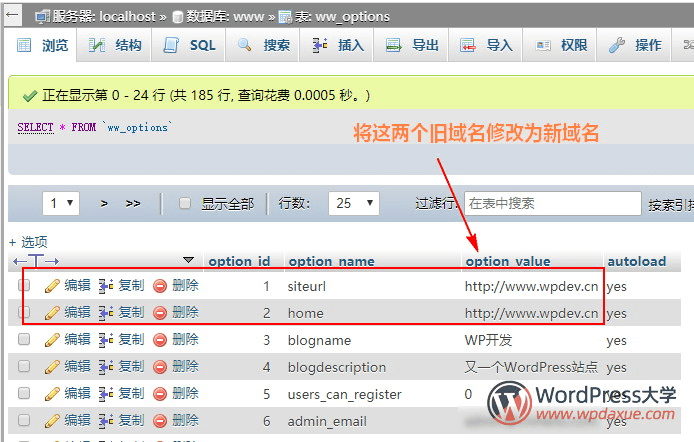 服务器: localhost » 数据库: www » 表: ww_options
浏览 结构 SQL 搜索 插入 导出 导入 权限 操作
正在显示第 0 - 24 行 (共 185 行, 查询花费 0.0005 秒。)
SELECT * FROM `ww_options`
将这两个旧域名修改为新域名
1 > >> 显示全部 行数: 25 过滤行: 在表中搜索 按索引
+ 选项
←T→ option_id option_name option_value autoload
编辑 复制 删除 1 siteurl http://www.wpdev.cn yes
编辑 复制 删除 2 home http://www.wpdev.cn yes
编辑 复制 删除 3 blogname WP开发 yes
编辑 复制 删除 4 blogdescription 又一个WordPress站点 yes
编辑 复制 删除 5 users_can_register 0 yes
编辑 复制 删除 6 admin_email yes
WordPress大学
www.wpdaxue.com